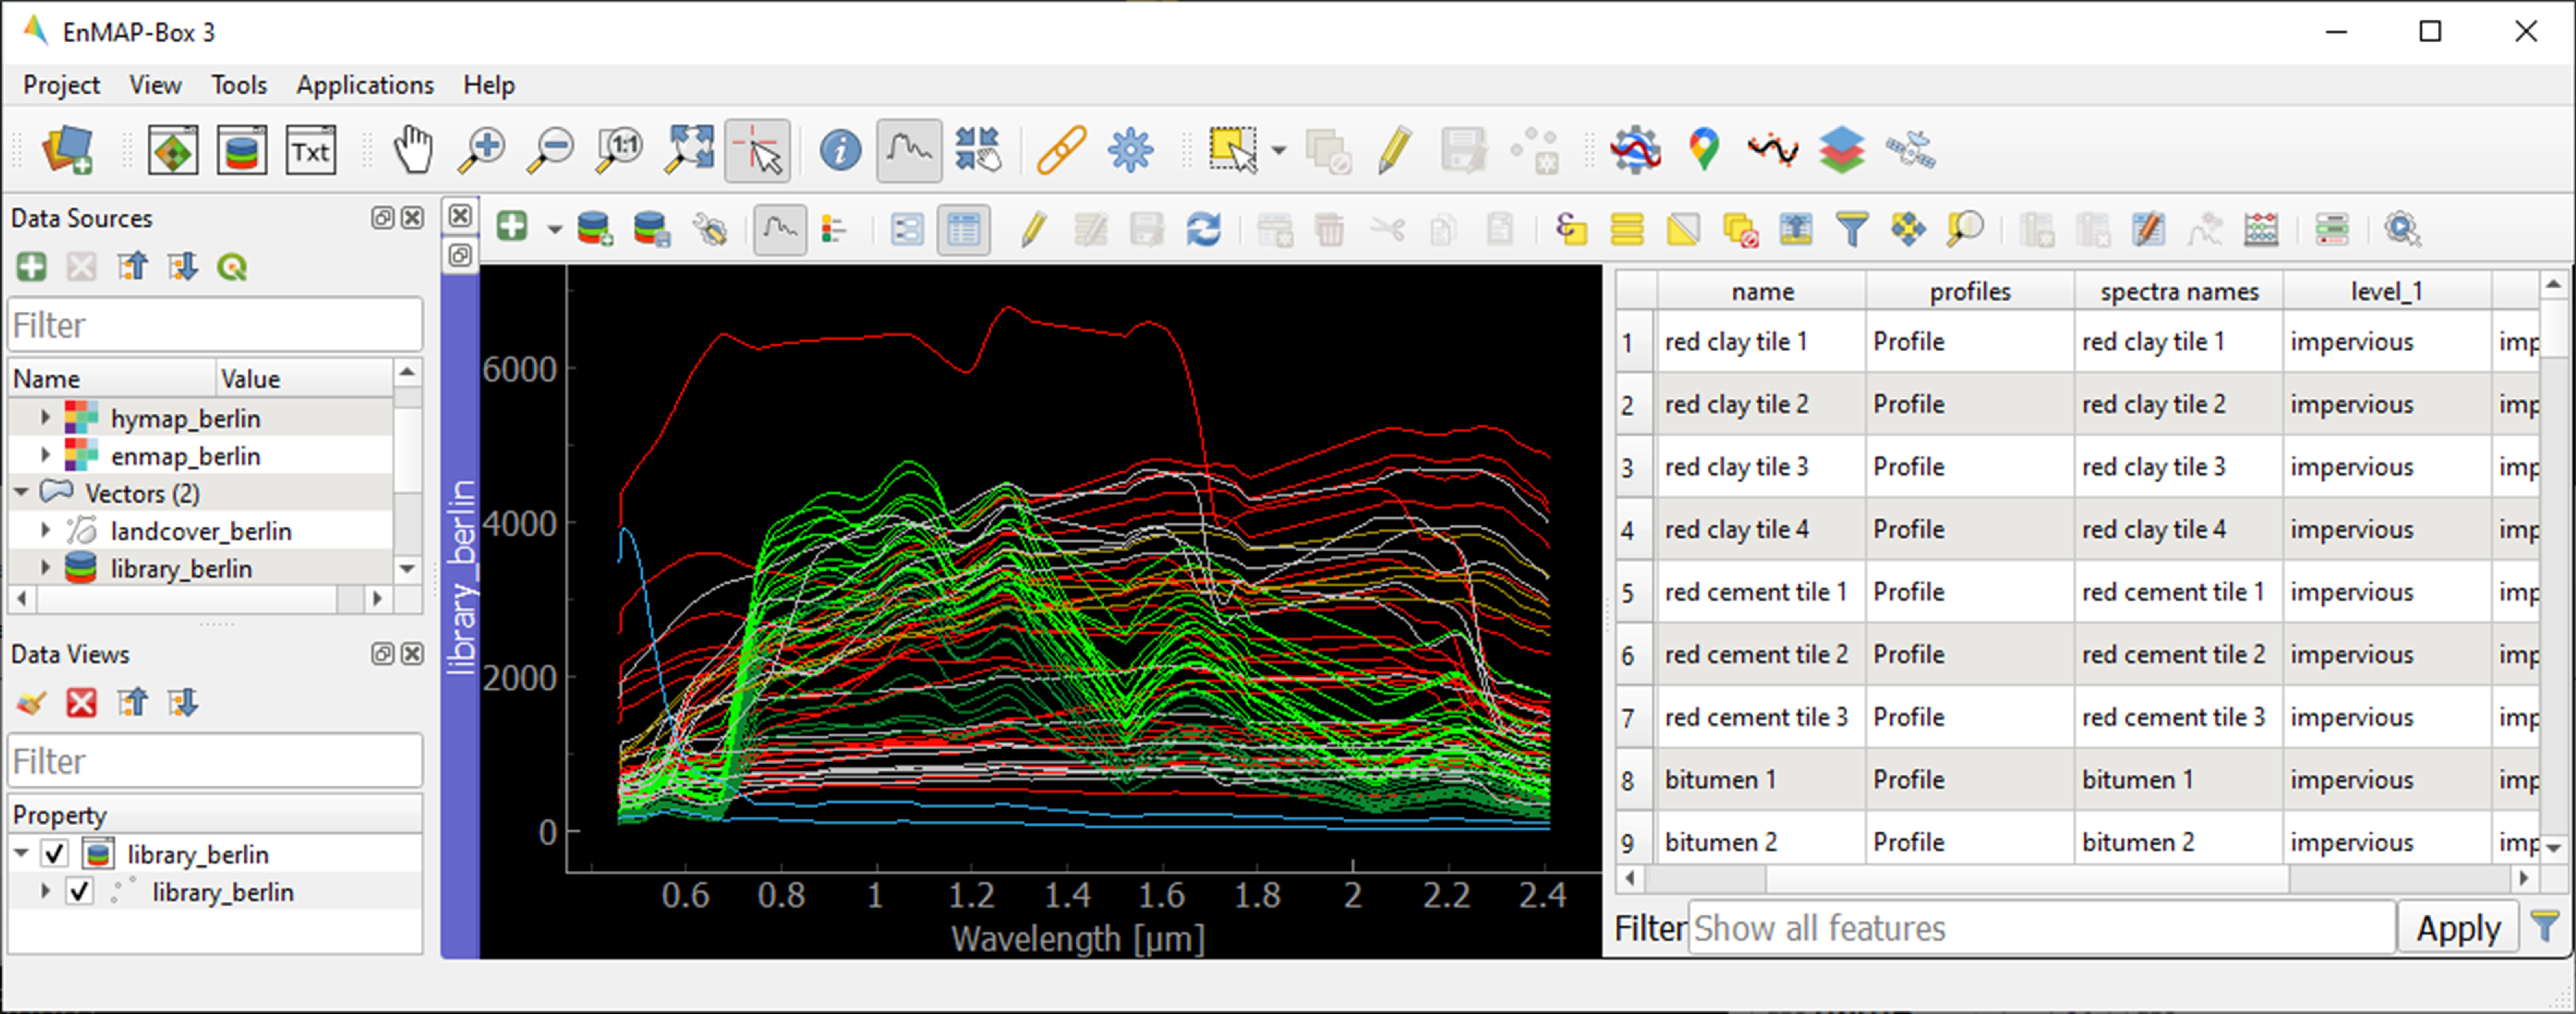 EnMAP-Box 3
Project View Tools Applications Help
Txt 1:1
Data Sources
Filter
Name Value
hymap_berlin
enmap_berlin
Vectors (2)
landcover_berlin
library_berlin
Data Views
Filter
Property
library_berlin
library_berlin
library_berlin
6000
4000
2000
0
0.6 0.8 1 1.2 1.4 1.6 1.8 2 2.2 2.4
Wavelength [µm]
name profiles spectra names level_1
1 red clay tile 1 Profile red clay tile 1 impervious imp
2 red clay tile 2 Profile red clay tile 2 impervious imp
3 red clay tile 3 Profile red clay tile 3 impervious imp
4 red clay tile 4 Profile red clay tile 4 impervious imp
5 red cement tile 1 Profile red cement tile 1 impervious imp
6 red cement tile 2 Profile red cement tile 2 impervious imp
7 red cement tile 3 Profile red cement tile 3 impervious imp
8 bitumen 1 Profile bitumen 1 impervious imp
9 bitumen 2 Profile bitumen 2 impervious imp
Filter Show all features Apply